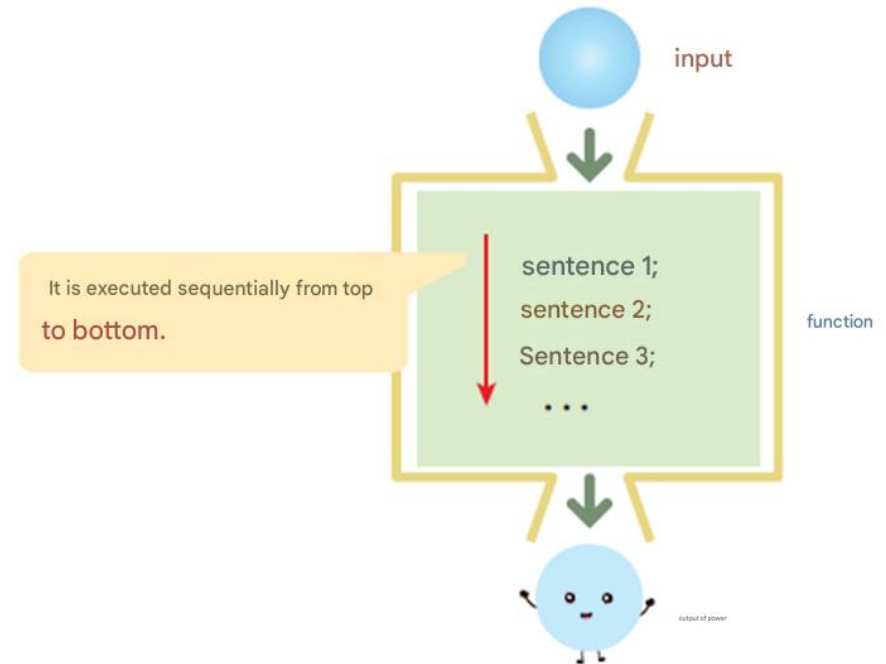 input
It is executed sequentially from top
to bottom.
sentence 1;
sentence 2;
Sentence 3;
...
function
output of power